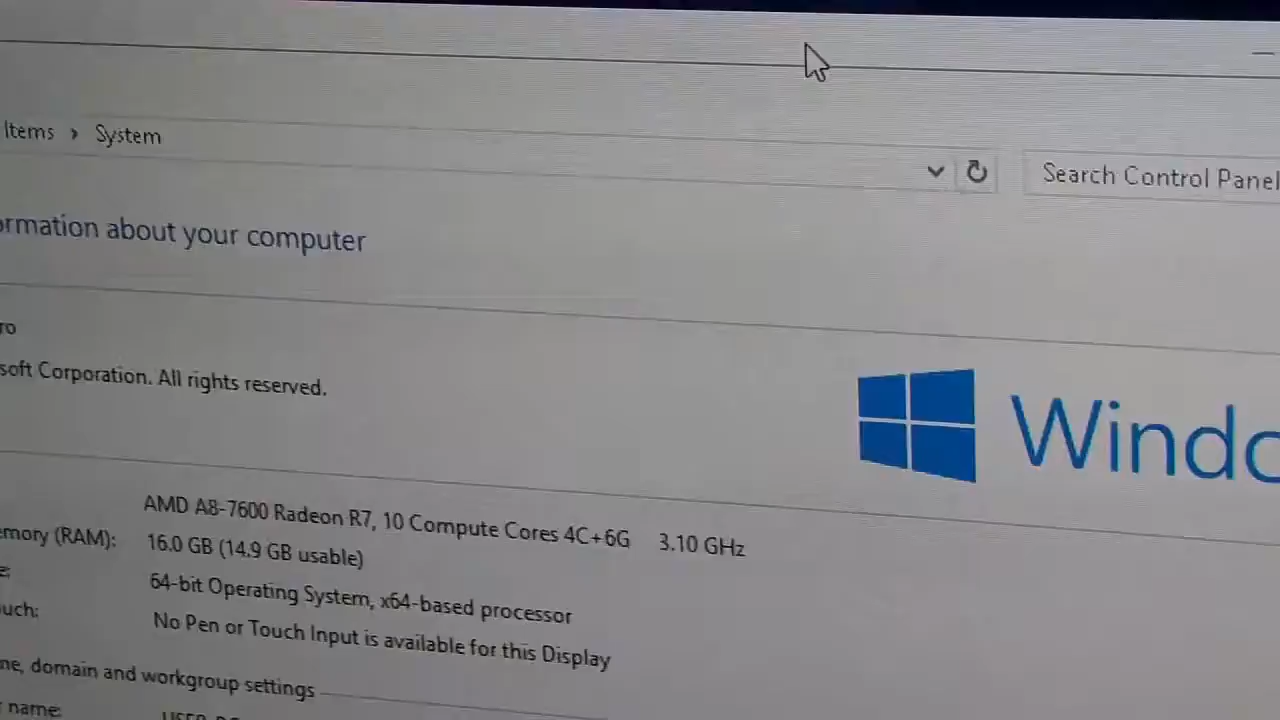 Items › System
Search Control Panel
ormation about your computer
ro
soft Corporation. All rights reserved.
Windo
AMD A8-7600 Radeon R7, 10 Compute Cores 4C+6G 3.10 GHz
emory (RAM): 16.0 GB (14.9 GB usable)
e: 64-bit Operating System, x64-based processor
uch: No Pen or Touch Input is available for this Display
ne, domain and workgroup settings
r name: